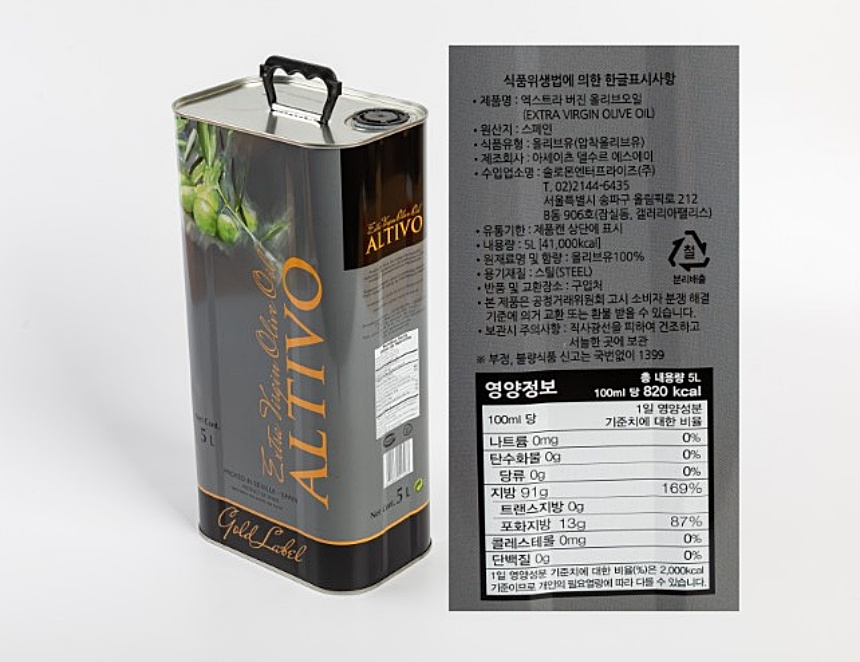 Extra Virgin Olive Oil
ALTIVO
Extra Virgin Olive Oil
ALTIVO
Net Cont.
5 L
PACKED IN SEVILLE - SPAIN
Net Cont. 5 L
Gold Label
식품위생법에 의한 한글표시사항
• 제품명 : 엑스트라 버진 올리브오일
(EXTRA VIRGIN OLIVE OIL)
• 원산지 : 스페인
• 식품유형 : 올리브유(압착올리브유)
• 제조회사 : 아세이츠 델수르 에스에이
• 수입업소명 : 솔로몬엔터프라이즈(주)
T. 02)2144-6435
서울특별시 송파구 올림픽로 212
B동 906호(잠실동, 갤러리아팰리스)
• 유통기한 : 제품캔 상단에 표시
• 내용량 : 5L [41,000kcal]
• 원재료명 및 함량 : 올리브유100%
• 용기재질 : 스틸(STEEL)
• 반품 및 교환장소 : 구입처
• 본 제품은 공정거래위원회 고시 소비자 분쟁 해결
기준에 의거 교환 또는 환불 받을 수 있습니다.
• 보관시 주의사항 : 직사광선을 피하여 건조하고
서늘한 곳에 보관
※ 부정, 불량식품 신고는 국번없이 1399
철
분리배출
영양정보
총 내용량 5L
100ml 당 820 kcal
100ml 당
1일 영양성분
기준치에 대한 비율
나트륨 0mg 0%
탄수화물 0g 0%
당류 0g 0%
지방 91g 169%
트랜스지방 0g
포화지방 13g 87%
콜레스테롤 0mg 0%
단백질 0g 0%
1일 영양성분 기준치에 대한 비율(%)은 2,000kcal
기준이므로 개인의 필요열량에 따라 다를 수 있습니다.